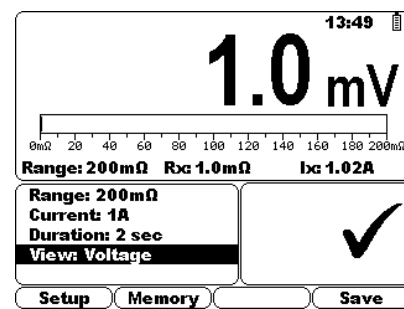 13:49
1.0 mV
0mΩ 20 40 60 80 100 120 140 160 180 200mΩ
Range: 200mΩ Rx: 1.0mΩ Ix: 1.02A
Range: 200mΩ
Current: 1A
Duration: 2 sec
View: Voltage
Setup Memory Save